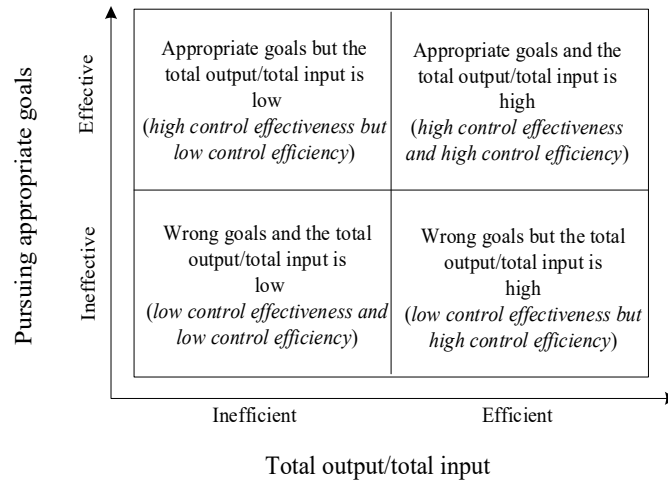 Pursuing appropriate goals
Effective
Ineffective
Appropriate goals but the
total output/total input is
low
(high control effectiveness but
low control efficiency)
Appropriate goals and the
total output/total input is
high
(high control effectiveness
and high control efficiency)
Wrong goals and the total
output/total input is
low
(low control effectiveness and
low control efficiency)
Wrong goals but the total
output/total input is
high
(low control effectiveness but
high control efficiency)
Inefficient
Efficient
Total output/total input